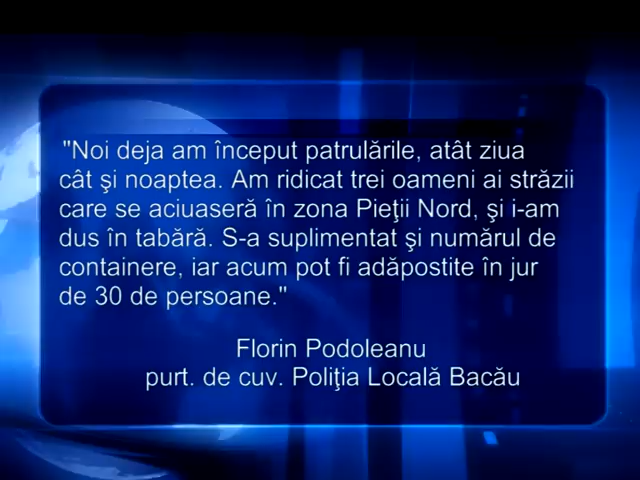 "Noi deja am început patrulările, atât ziua
cât şi noaptea. Am ridicat trei oameni ai străzii
care se aciuaseră în zona Pieţii Nord, şi i-am
dus în tabără. S-a suplimentat şi numărul de
containere, iar acum pot fi adăpostite în jur
de 30 de persoane."
Florin Podoleanu
purt. de cuv. Poliţia Locală Bacău